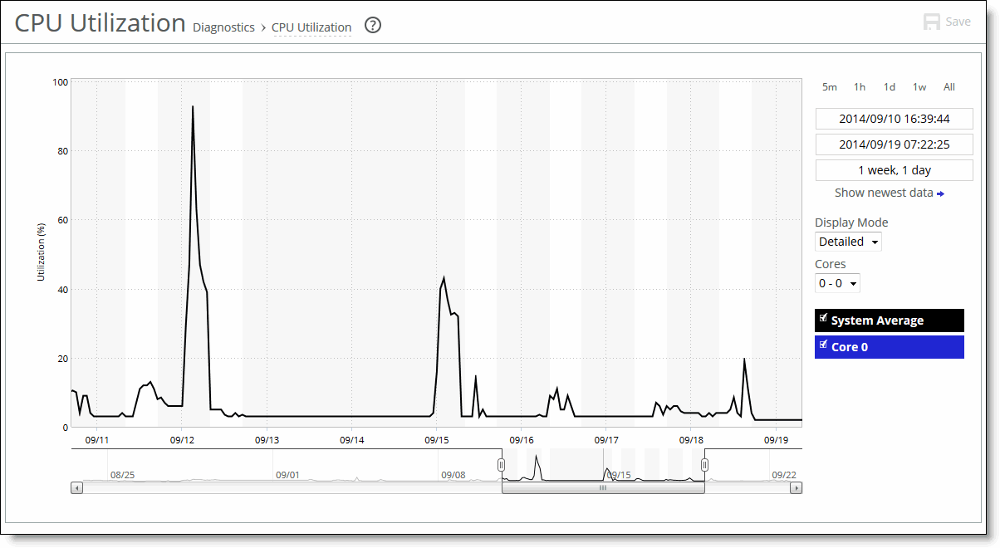 CPU Utilization Diagnostics › CPU Utilization ? Save
5m 1h 1d 1w All
2014/09/10 16:39:44
2014/09/19 07:22:25
1 week, 1 day
Show newest data
Display Mode
Detailed
Cores
0 - 0
System Average
Core 0
Utilization (%)
100
80
60
40
20
0
09/11 09/12 09/13 09/14 09/15 09/16 09/17 09/18 09/19
08/25 09/01 09/08 09/15 09/22